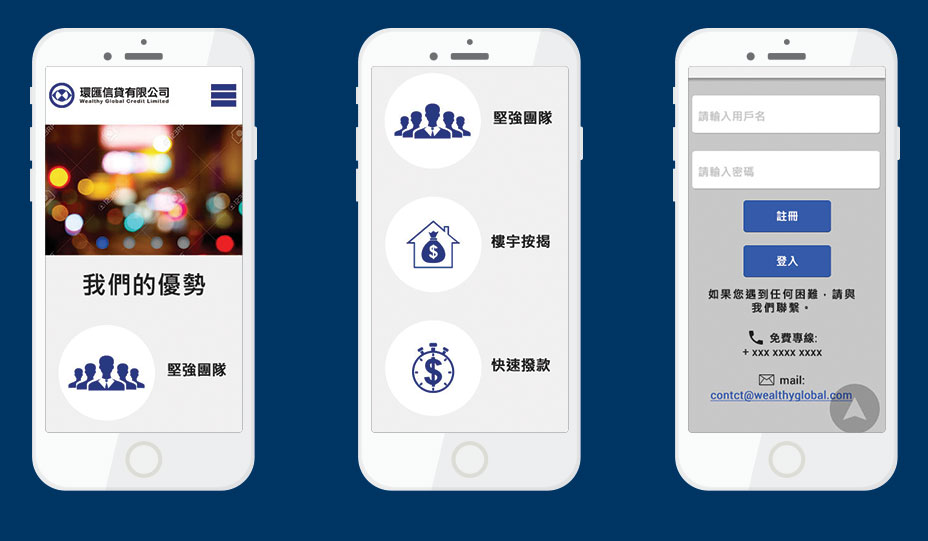 環匯信貸有限公司
Wealthy Global Credit Limited
我們的優勢
堅強團隊
堅強團隊
樓宇按揭
$
快速撥款
$
請輸入用戶名
請輸入密碼
註冊
登入
如果您遇到任何困難，請與
我們聯繫。
免費專線:
+ xxx xxxx xxxx
mail:
contct@wealthyglobal.com